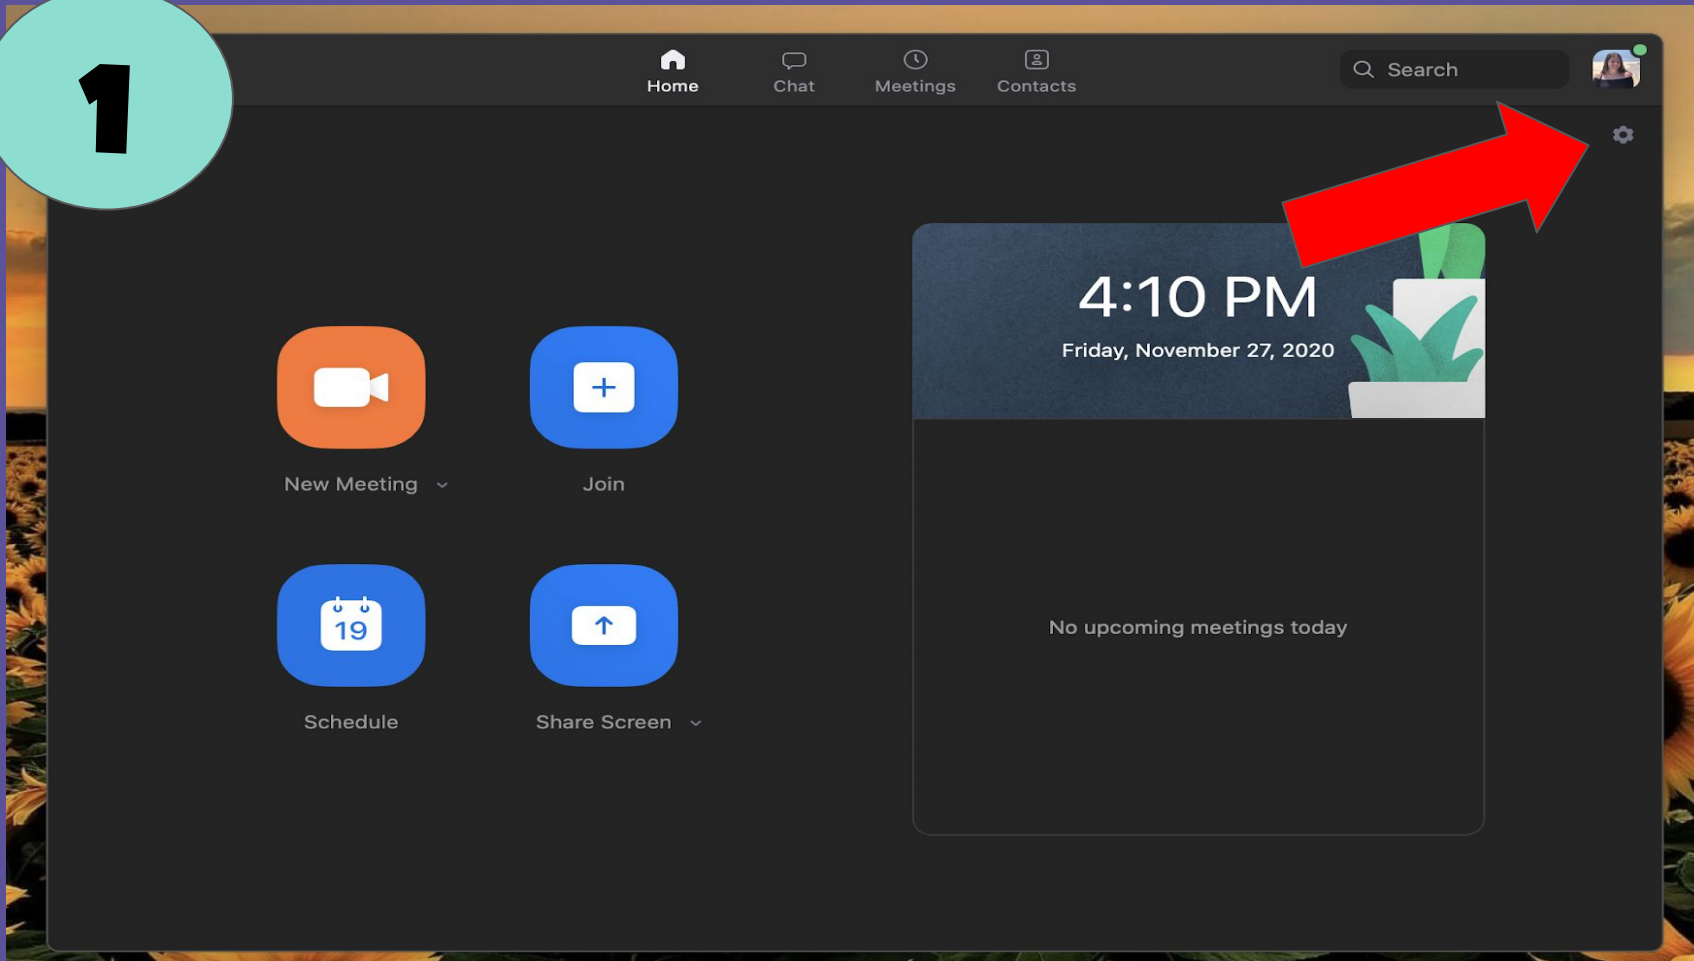 1
Home
Chat
Meetings
Contacts
Search
4:10 PM
Friday, November 27, 2020
New Meeting
Join
19
Schedule
Share Screen
No upcoming meetings today